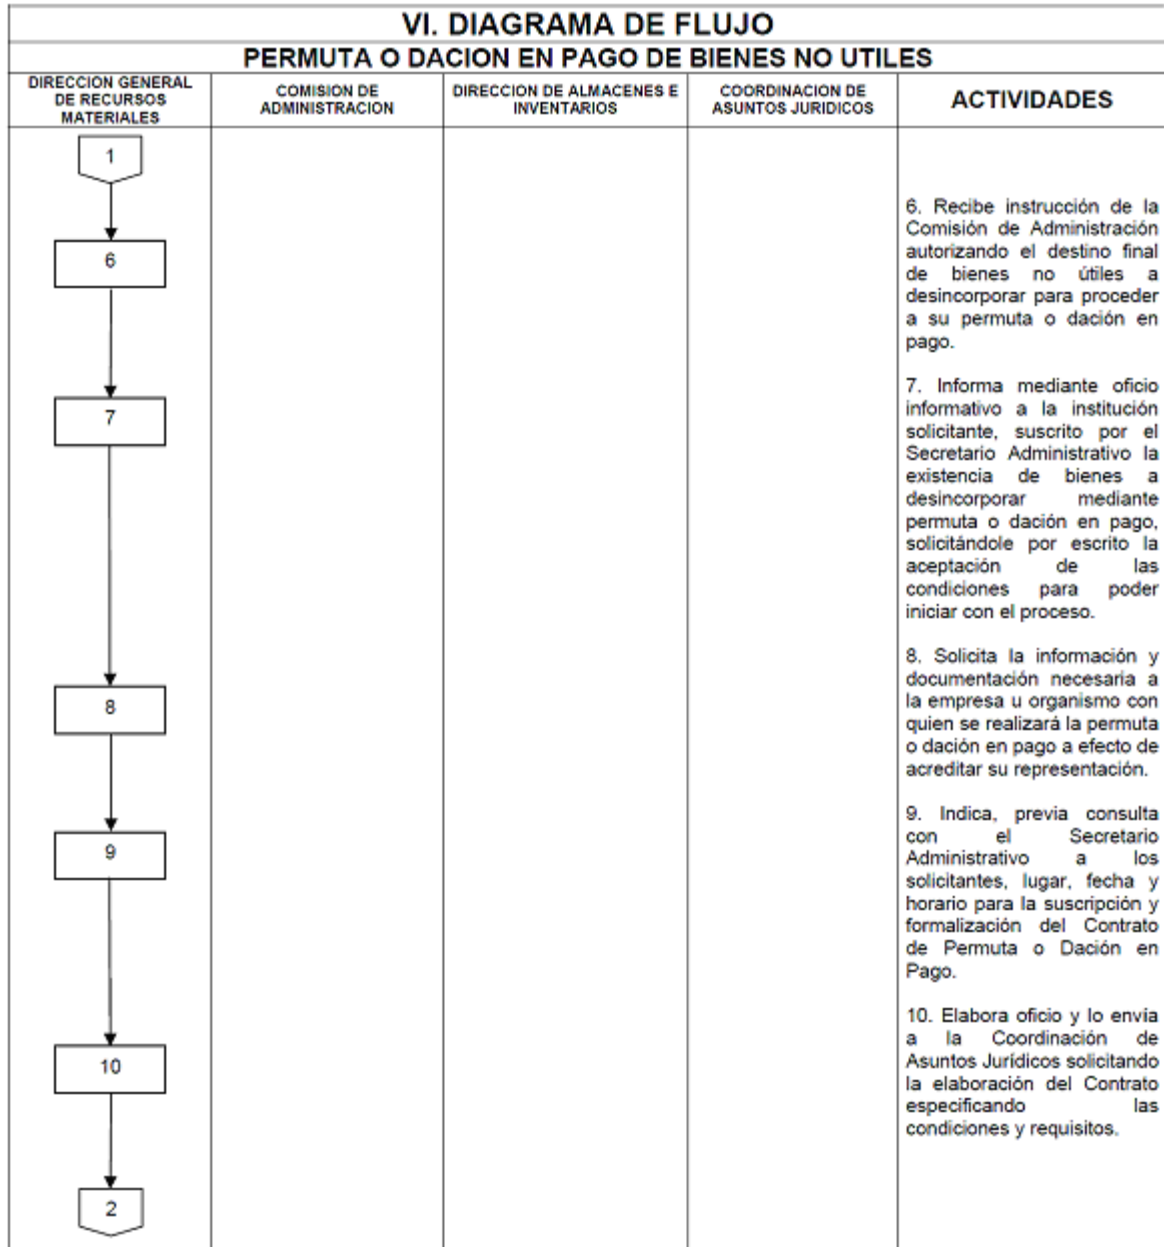 VI. DIAGRAMA DE FLUJO
PERMUTA O DACION EN PAGO DE BIENES NO UTILES
DIRECCION GENERAL
DE RECURSOS
MATERIALES
COMISION DE
ADMINISTRACION
DIRECCION DE ALMACENES E
INVENTARIOS
COORDINACION DE
ASUNTOS JURIDICOS
ACTIVIDADES
1
6
7
8
9
10
2
6. Recibe instrucción de la
Comisión de Administración
autorizando el destino final
de bienes no útiles a
desincorporar para proceder
a su permuta o dación en
pago.
7. Informa mediante oficio
informativo a la institución
solicitante, suscrito por el
Secretario Administrativo la
existencia de bienes a
desincorporar mediante
permuta o dación en pago,
solicitándole por escrito la
aceptación de las
condiciones para poder
iniciar con el proceso.
8. Solicita la información y
documentación necesaria a
la empresa u organismo con
quien se realizará la permuta
o dación en pago a efecto de
acreditar su representación.
9. Indica, previa consulta
con el Secretario
Administrativo a los
solicitantes, lugar, fecha y
horario para la suscripción y
formalización del Contrato
de Permuta o Dación en
Pago.
10. Elabora oficio y lo envía
a la Coordinación de
Asuntos Jurídicos solicitando
la elaboración del Contrato
especificando las
condiciones y requisitos.